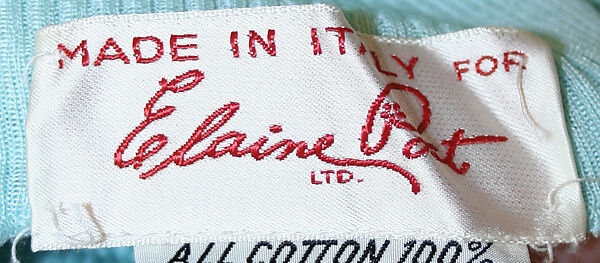 MADE IN ITALY FOR
Elaine Pat
LTD.
ALL COTTON 100%